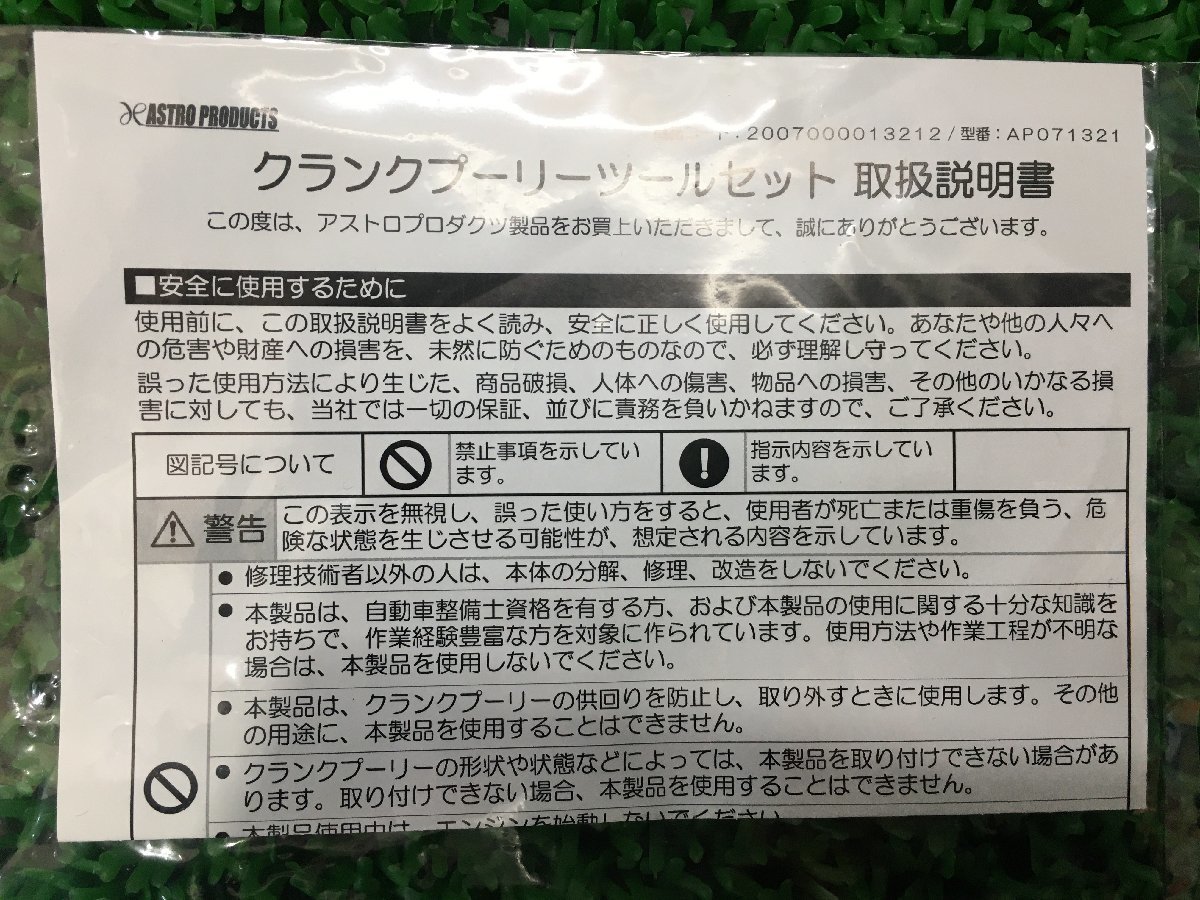 ASTRO PRODUCTS
ード:2007000013212/型番:AP071321
クランクプーリーツールセット 取扱説明書
この度は、アストロプロダクツ製品をお買上いただきまして、誠にありがとうございます。
■安全に使用するために
使用前に、この取扱説明書をよく読み、安全に正しく使用してください。あなたや他の人々へ
の危害や財産への損害を、未然に防ぐためのものなので、必ず理解し守ってください。
誤った使用方法により生じた、商品破損、人体への傷害、物品への損害、その他のいかなる損
害に対しても、当社では一切の保証、並びに責務を負いかねますので、ご了承ください。
図記号について
禁止事項を示してい
ます。
指示内容を示してい
ます。
警告
この表示を無視し、誤った使い方をすると、使用者が死亡または重傷を負う、危
険な状態を生じさせる可能性が、想定される内容を示しています。
● 修理技術者以外の人は、本体の分解、修理、改造をしないでください。
● 本製品は、自動車整備士資格を有する方、および本製品の使用に関する十分な知識を
お持ちで、作業経験豊富な方を対象に作られています。使用方法や作業工程が不明な
場合は、本製品を使用しないでください。
● 本製品は、クランクプーリーの供回りを防止し、取り外すときに使用します。その他
の用途に、本製品を使用することはできません。
● クランクプーリーの形状や状態などによっては、本製品を取り付けできない場合があ
ります。取り付けできない場合、本製品を使用することはできません。
● 本製品使用中は、エンジンを始動しないでください